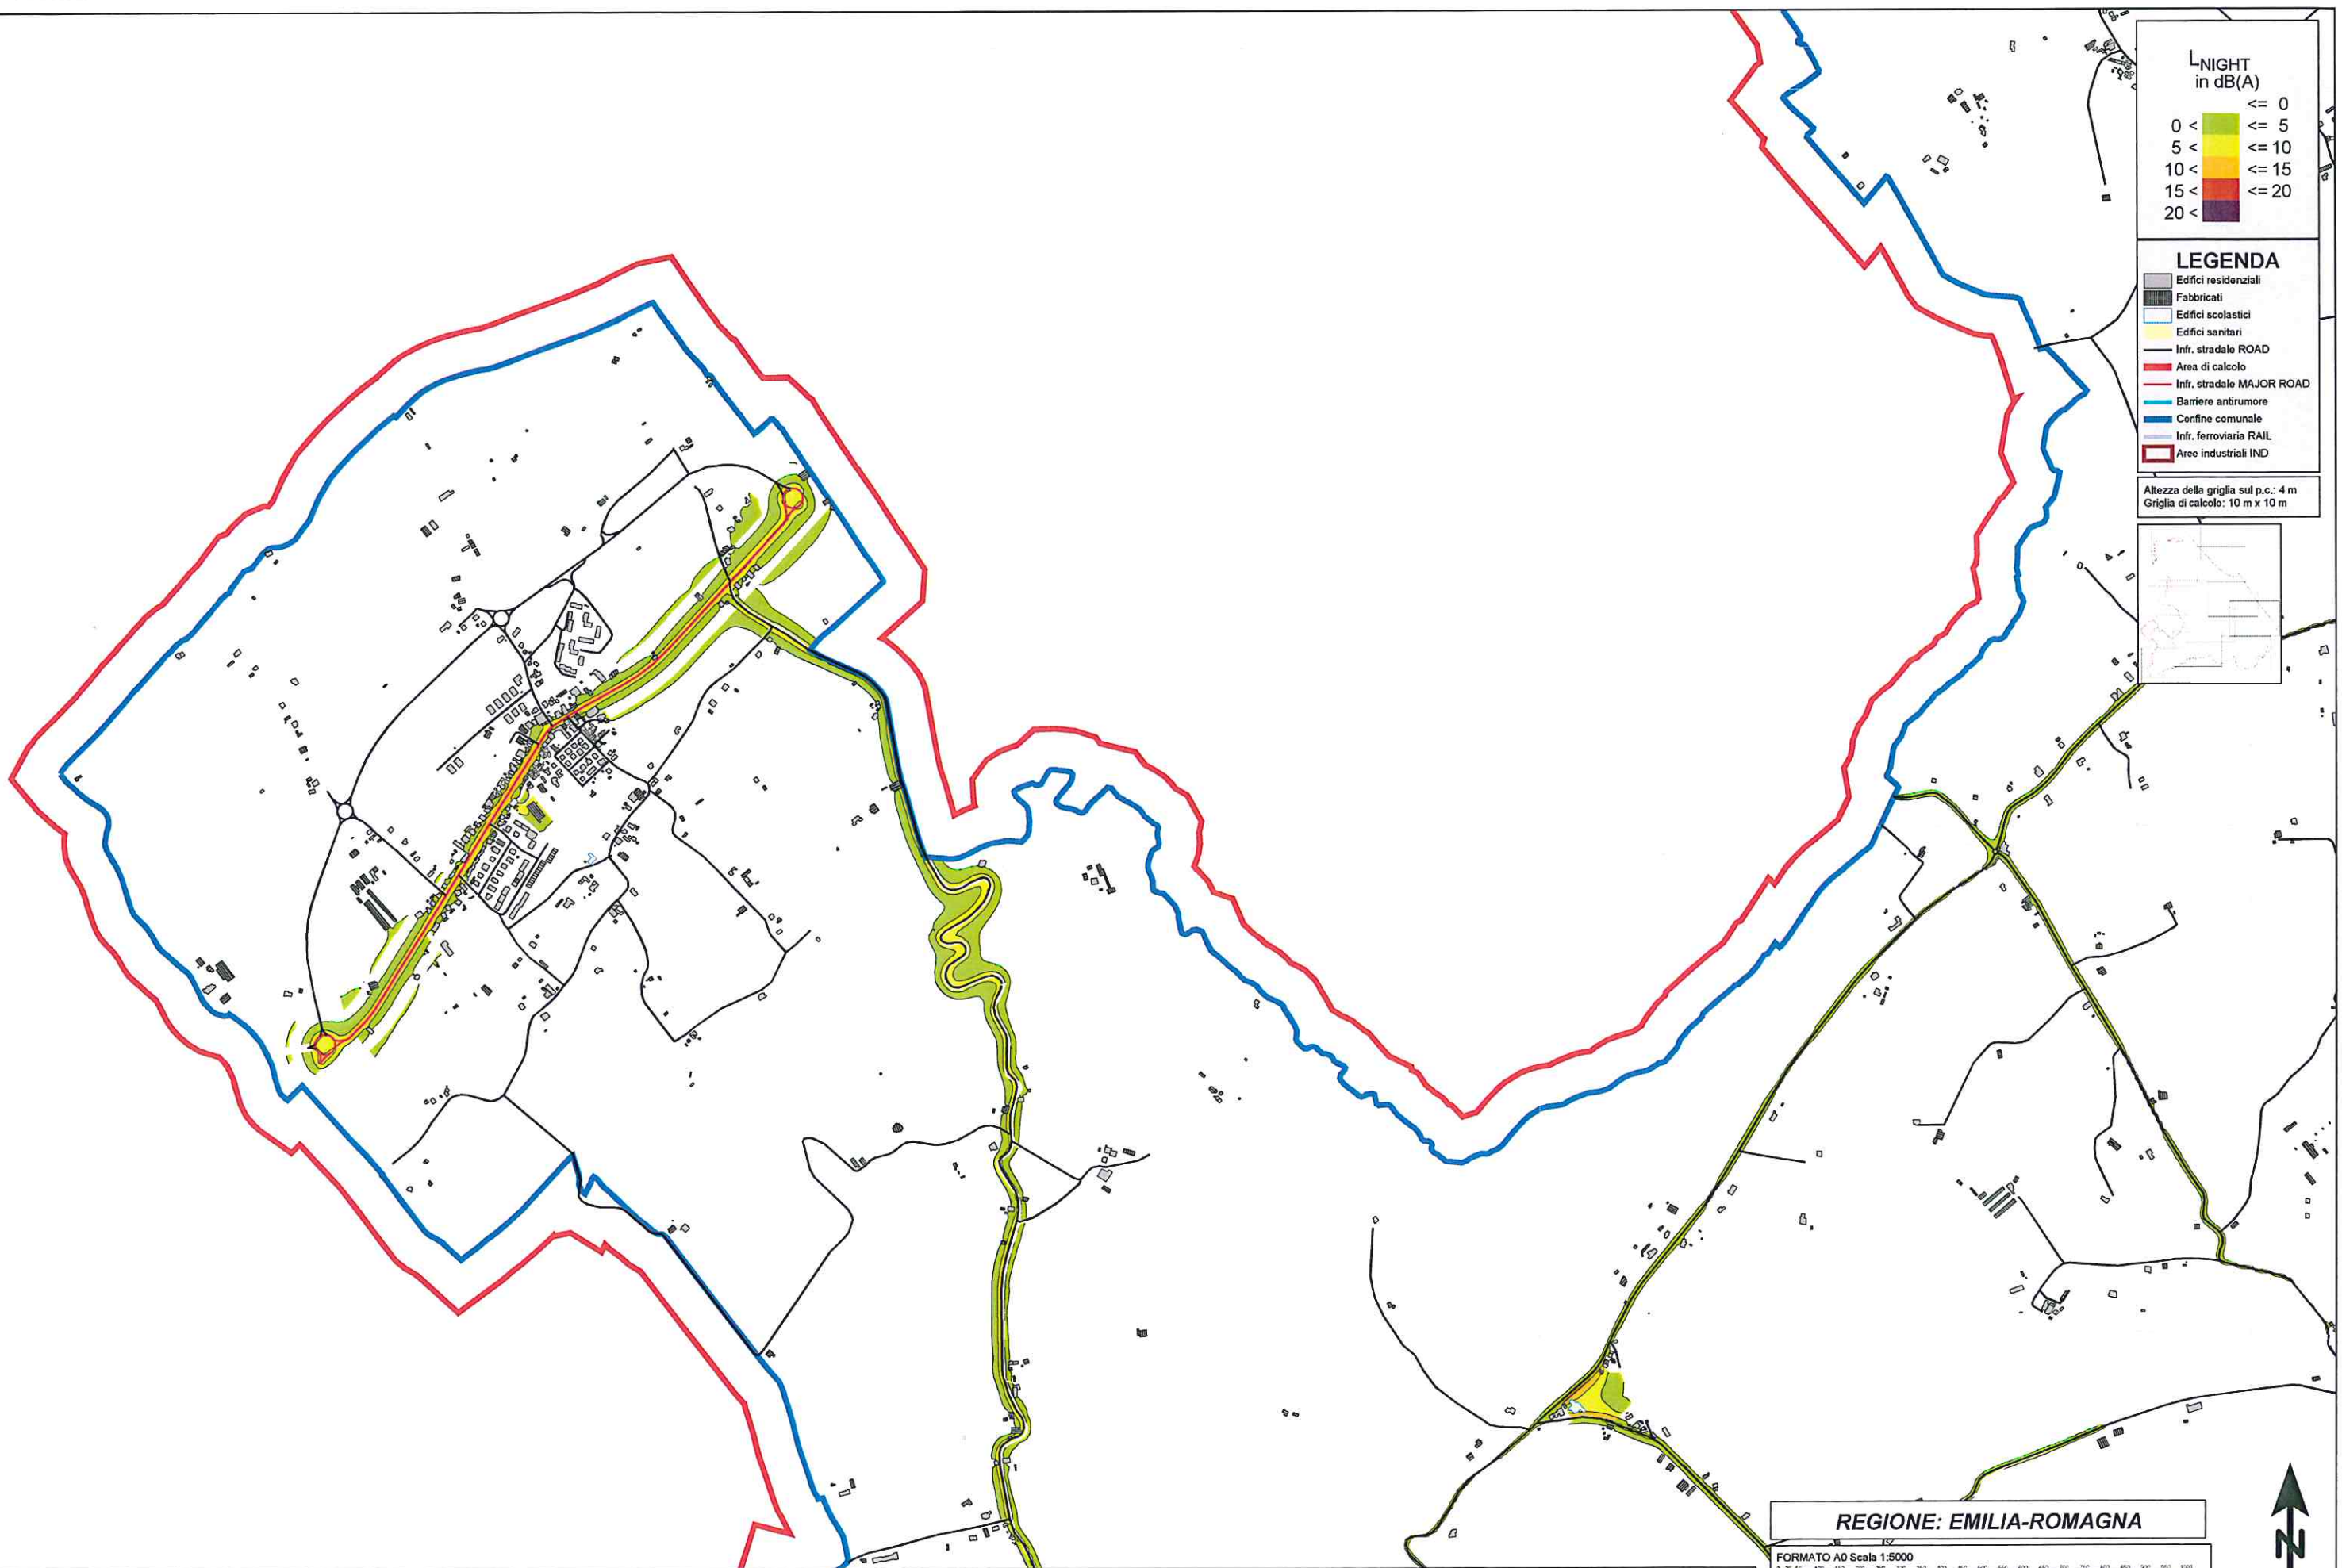 LNIGHT
in dB(A)
<= 0
0 < <= 5
5 < <= 10
10 < <= 15
15 < <= 20
20 <
LEGENDA
Edifici residenziali
Fabbricati
Edifici scolastici
Edifici sanitari
Infr. stradale ROAD
Area di calcolo
Infr. stradale MAJOR ROAD
Barriere antirumore
Confine comunale
Infr. ferroviaria RAIL
Aree industriali IND
Altezza della griglia sul p.c.: 4 m
Griglia di calcolo: 10 m x 10 m
REGIONE: EMILIA-ROMAGNA
N
FORMATO A0 Scala 1:5000